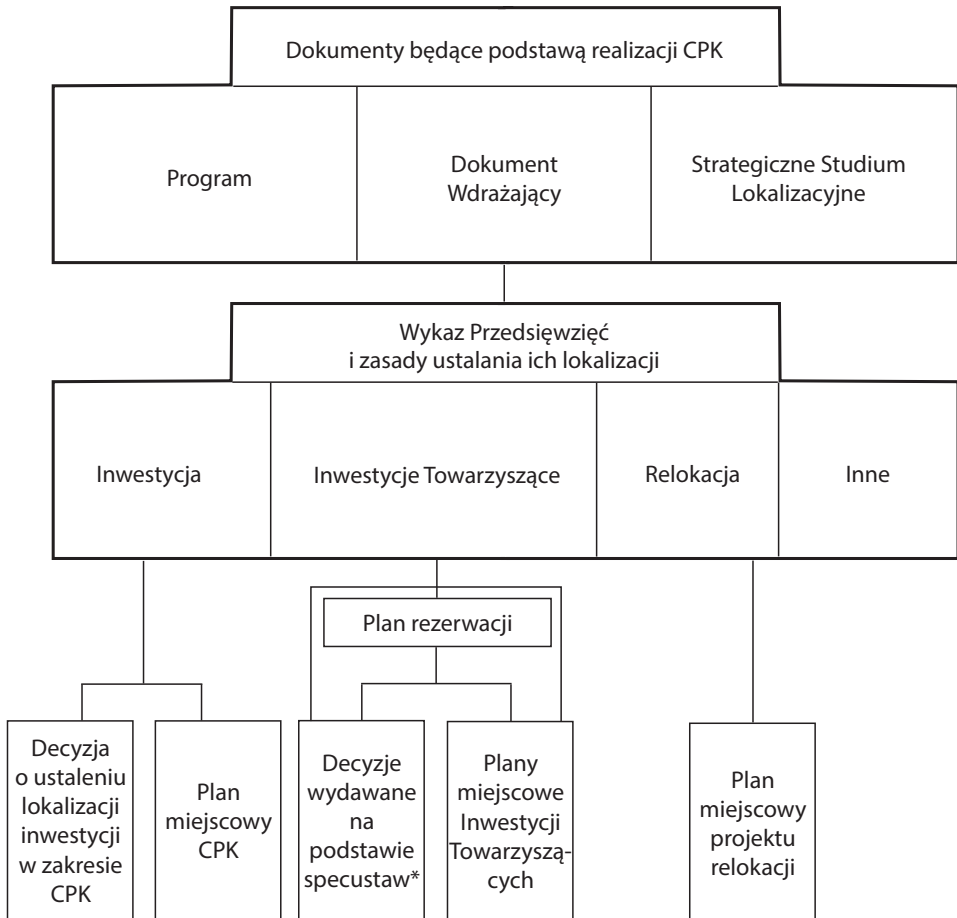 Dokumenty będące podstawą realizacji CPK
Program
Dokument
Wdrażający
Strategiczne Studium
Lokalizacyjne
Wykaz Przedsięwzięć
i zasady ustalania ich lokalizacji
Inwestycja
Inwestycje Towarzyszące
Relokacja
Inne
Plan rezerwacji
Decyzja
o ustaleniu
lokalizacji
inwestycji
w zakresie
CPK
Plan
miejscowy
CPK
Decyzje
wydawane
na
podstawie
specustaw*
Plany
miejscowe
Inwestycji
Towarzyszą-
cych
Plan
miejscowy
projektu
relokacji